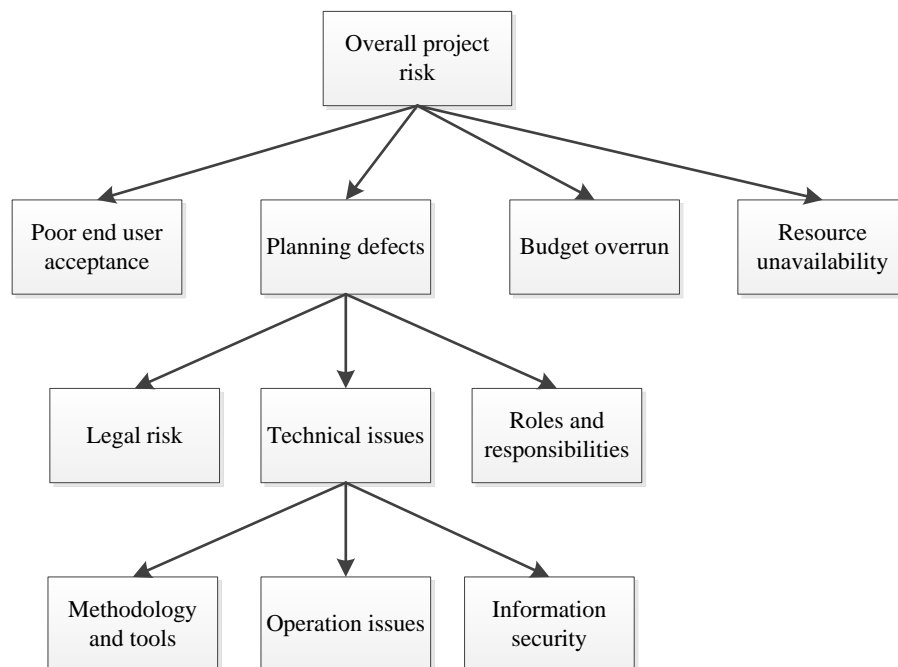 Overall project
risk
Poor end user
acceptance
Planning defects
Budget overrun
Resource
unavailability
Legal risk
Technical issues
Roles and
responsibilities
Methodology
and tools
Operation issues
Information
security